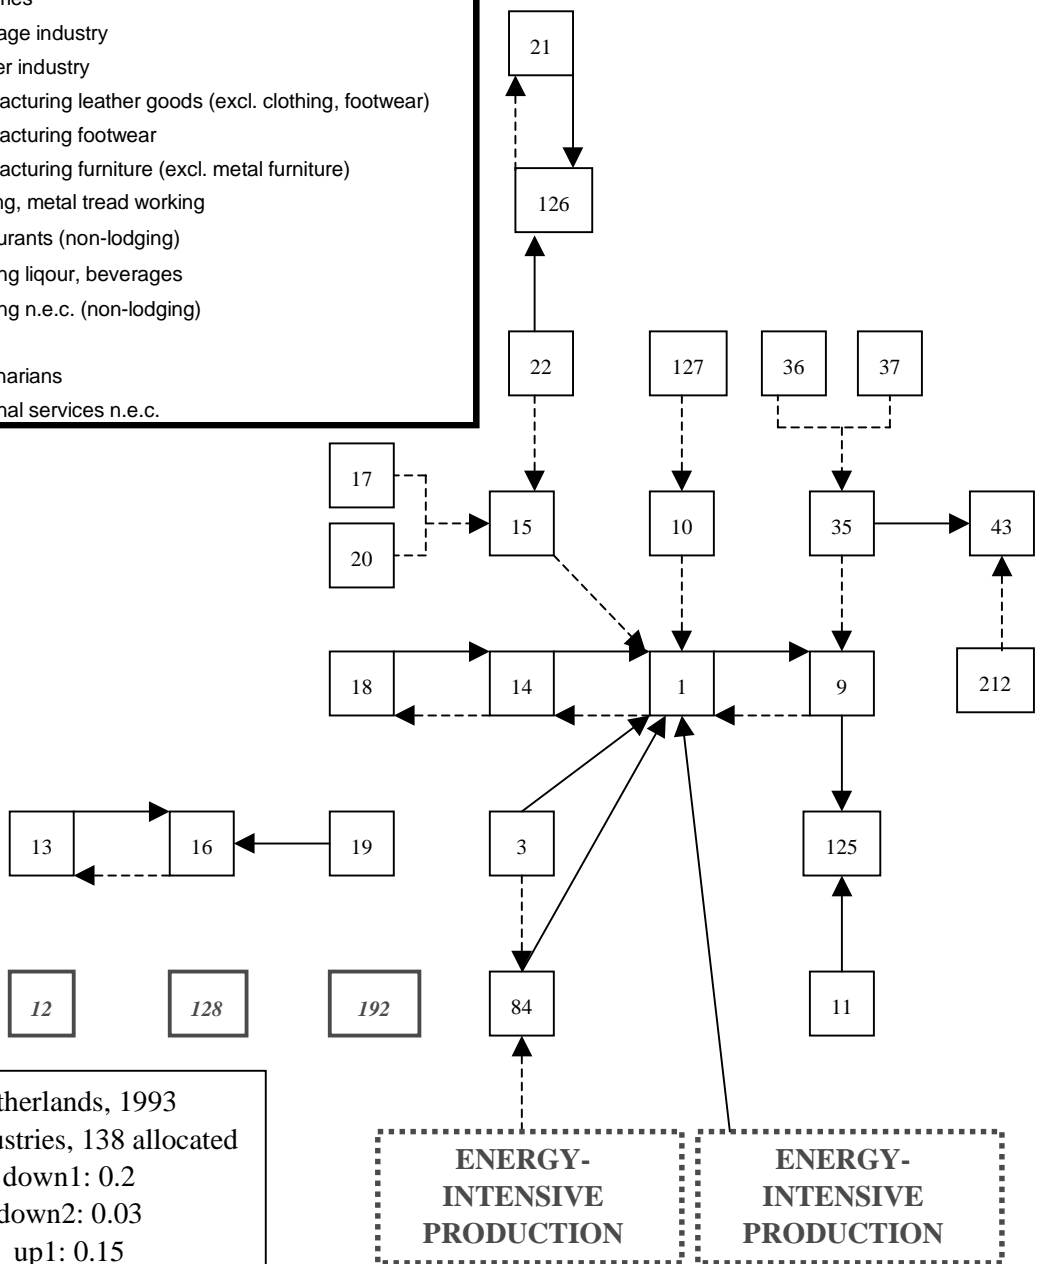 age industry
er industry
acturing leather goods (excl. clothing, footwear)
acturing footwear
acturing furniture (excl. metal furniture)
ng, metal tread working
urants (non-lodging)
ng liqour, beverages
ng n.e.c. (non-lodging)
narians
nal services n.e.c.
21
126
22 127 36 37
17
15 10 35 43
20
18 14 1 9 212
13 16 19 3 125
12 128 192 84 11
therlands, 1993
ustries, 138 allocated
down1: 0.2
down2: 0.03
up1: 0.15
ENERGY-
INTENSIVE
PRODUCTION
ENERGY-
INTENSIVE
PRODUCTION